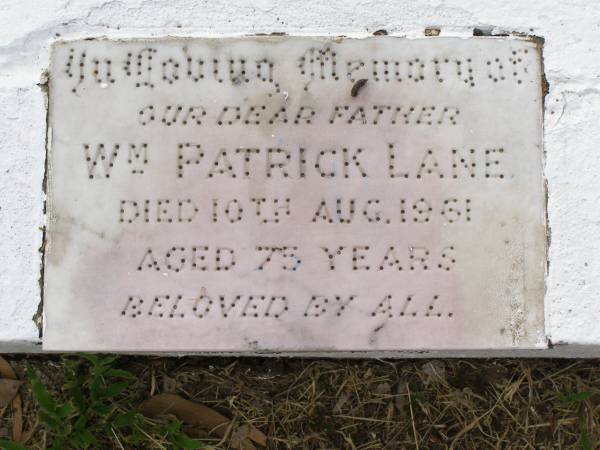 In Loving Memory of
OUR DEAR FATHER
Wᴹ PATRICK LANE
DIED 10TH AUG. 1961
AGED 75 YEARS
BELOVED BY ALL.